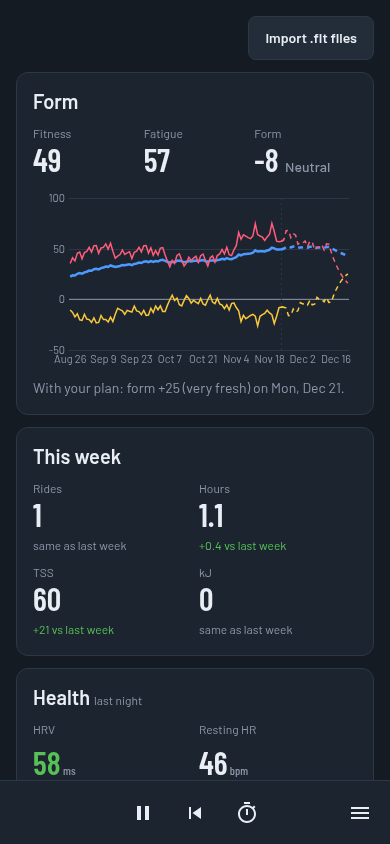 Import .fit files
Form
Fitness Fatigue Form
49 57 -8 Neutral
100
50
0
-50
Aug 26 Sep 9 Sep 23 Oct 7 Oct 21 Nov 4 Nov 18 Dec 2 Dec 16
With your plan: form +25 (very fresh) on Mon, Dec 21.
This week
Rides Hours
1 1.1
same as last week +0.4 vs last week
TSS kJ
60 0
+21 vs last week same as last week
Health last night
HRV Resting HR
58 ms 46 bpm